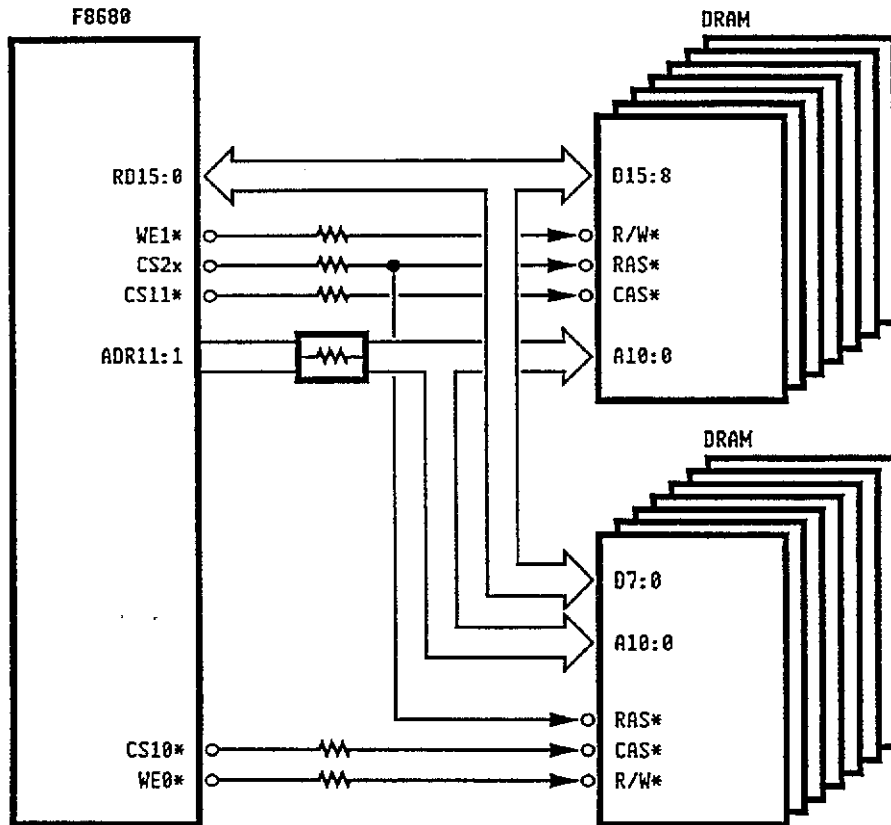 F8680
DRAM
RD15:0
D15:8
WE1*
R/W*
CS2x
RAS*
CS11*
CAS*
ADR11:1
A10:0
DRAM
D7:0
A10:0
RAS*
CS10*
CAS*
WE0*
R/W*